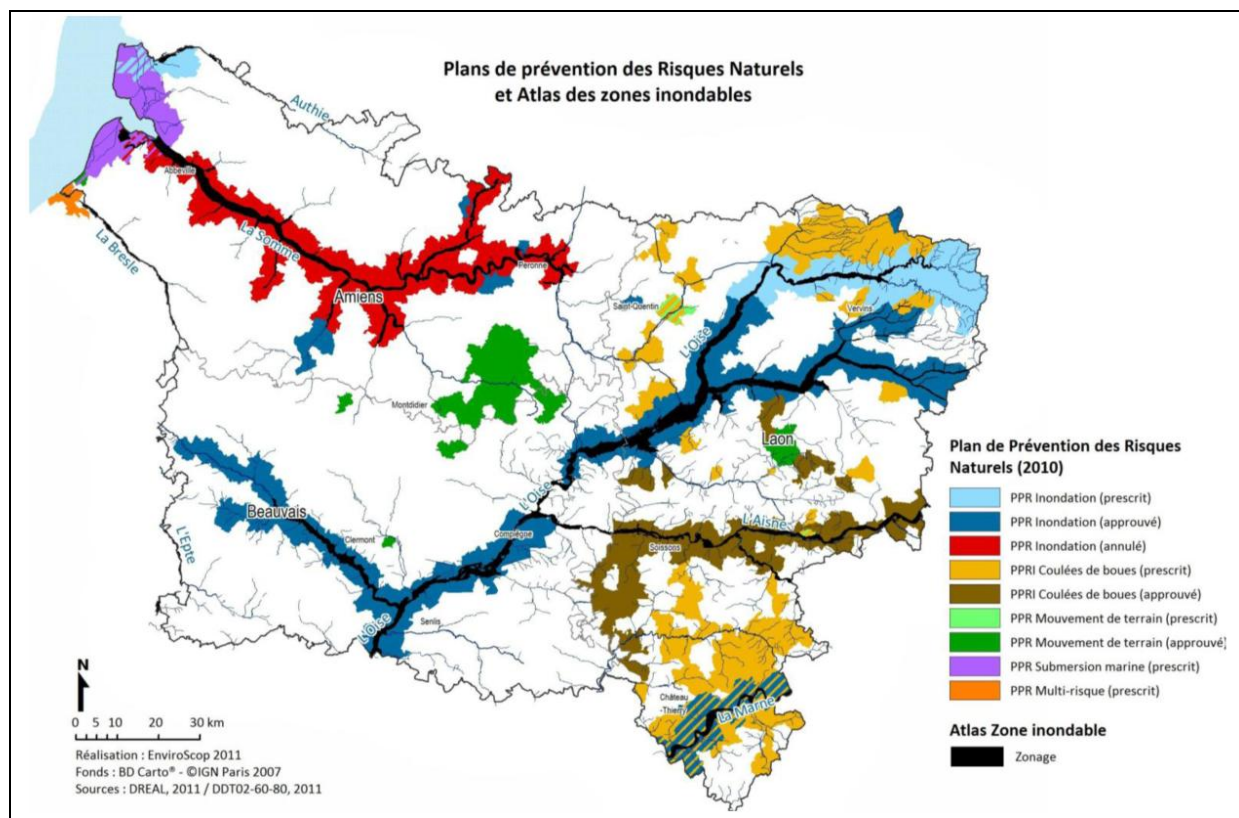 Plans de prévention des Risques Naturels
et Atlas des zones inondables
Authie
Abbeville
La Bresle
La Somme
Amiens
Péronne
Saint-Quentin
Vervins
L'Oise
Montdidier
Laon
L'Oise
Beauvais
L'Epte
Clermont
Compiègne
L'Aisne
Soissons
L'Oise
Senlis
Château
-Thierry
La Marne
Plan de Prévention des Risques
Naturels (2010)
PPR Inondation (prescrit)
PPR Inondation (approuvé)
PPR Inondation (annulé)
PPRI Coulées de boues (prescrit)
PPRI Coulées de boues (approuvé)
PPR Mouvement de terrain (prescrit)
PPR Mouvement de terrain (approuvé)
PPR Submersion marine (prescrit)
PPR Multi-risque (prescrit)
Atlas Zone inondable
Zonage
N
0 5 10 20 30 km
Réalisation : EnviroScop 2011
Fonds : BD Carto® - ©IGN Paris 2007
Sources : DREAL, 2011 / DDT02-60-80, 2011